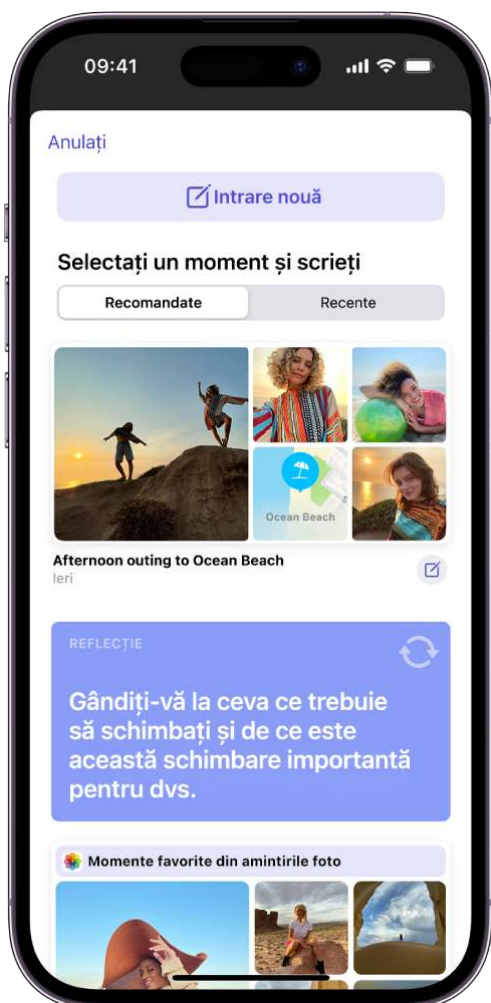 09:41
Anulați
Intrare nouă
Selectați un moment și scrieți
Recomandate Recente
Ocean Beach
Afternoon outing to Ocean Beach
Ieri
REFLECȚIE
Gândiți-vă la ceva ce trebuie
să schimbați și de ce este
această schimbare importantă
pentru dvs.
Momente favorite din amintirile foto